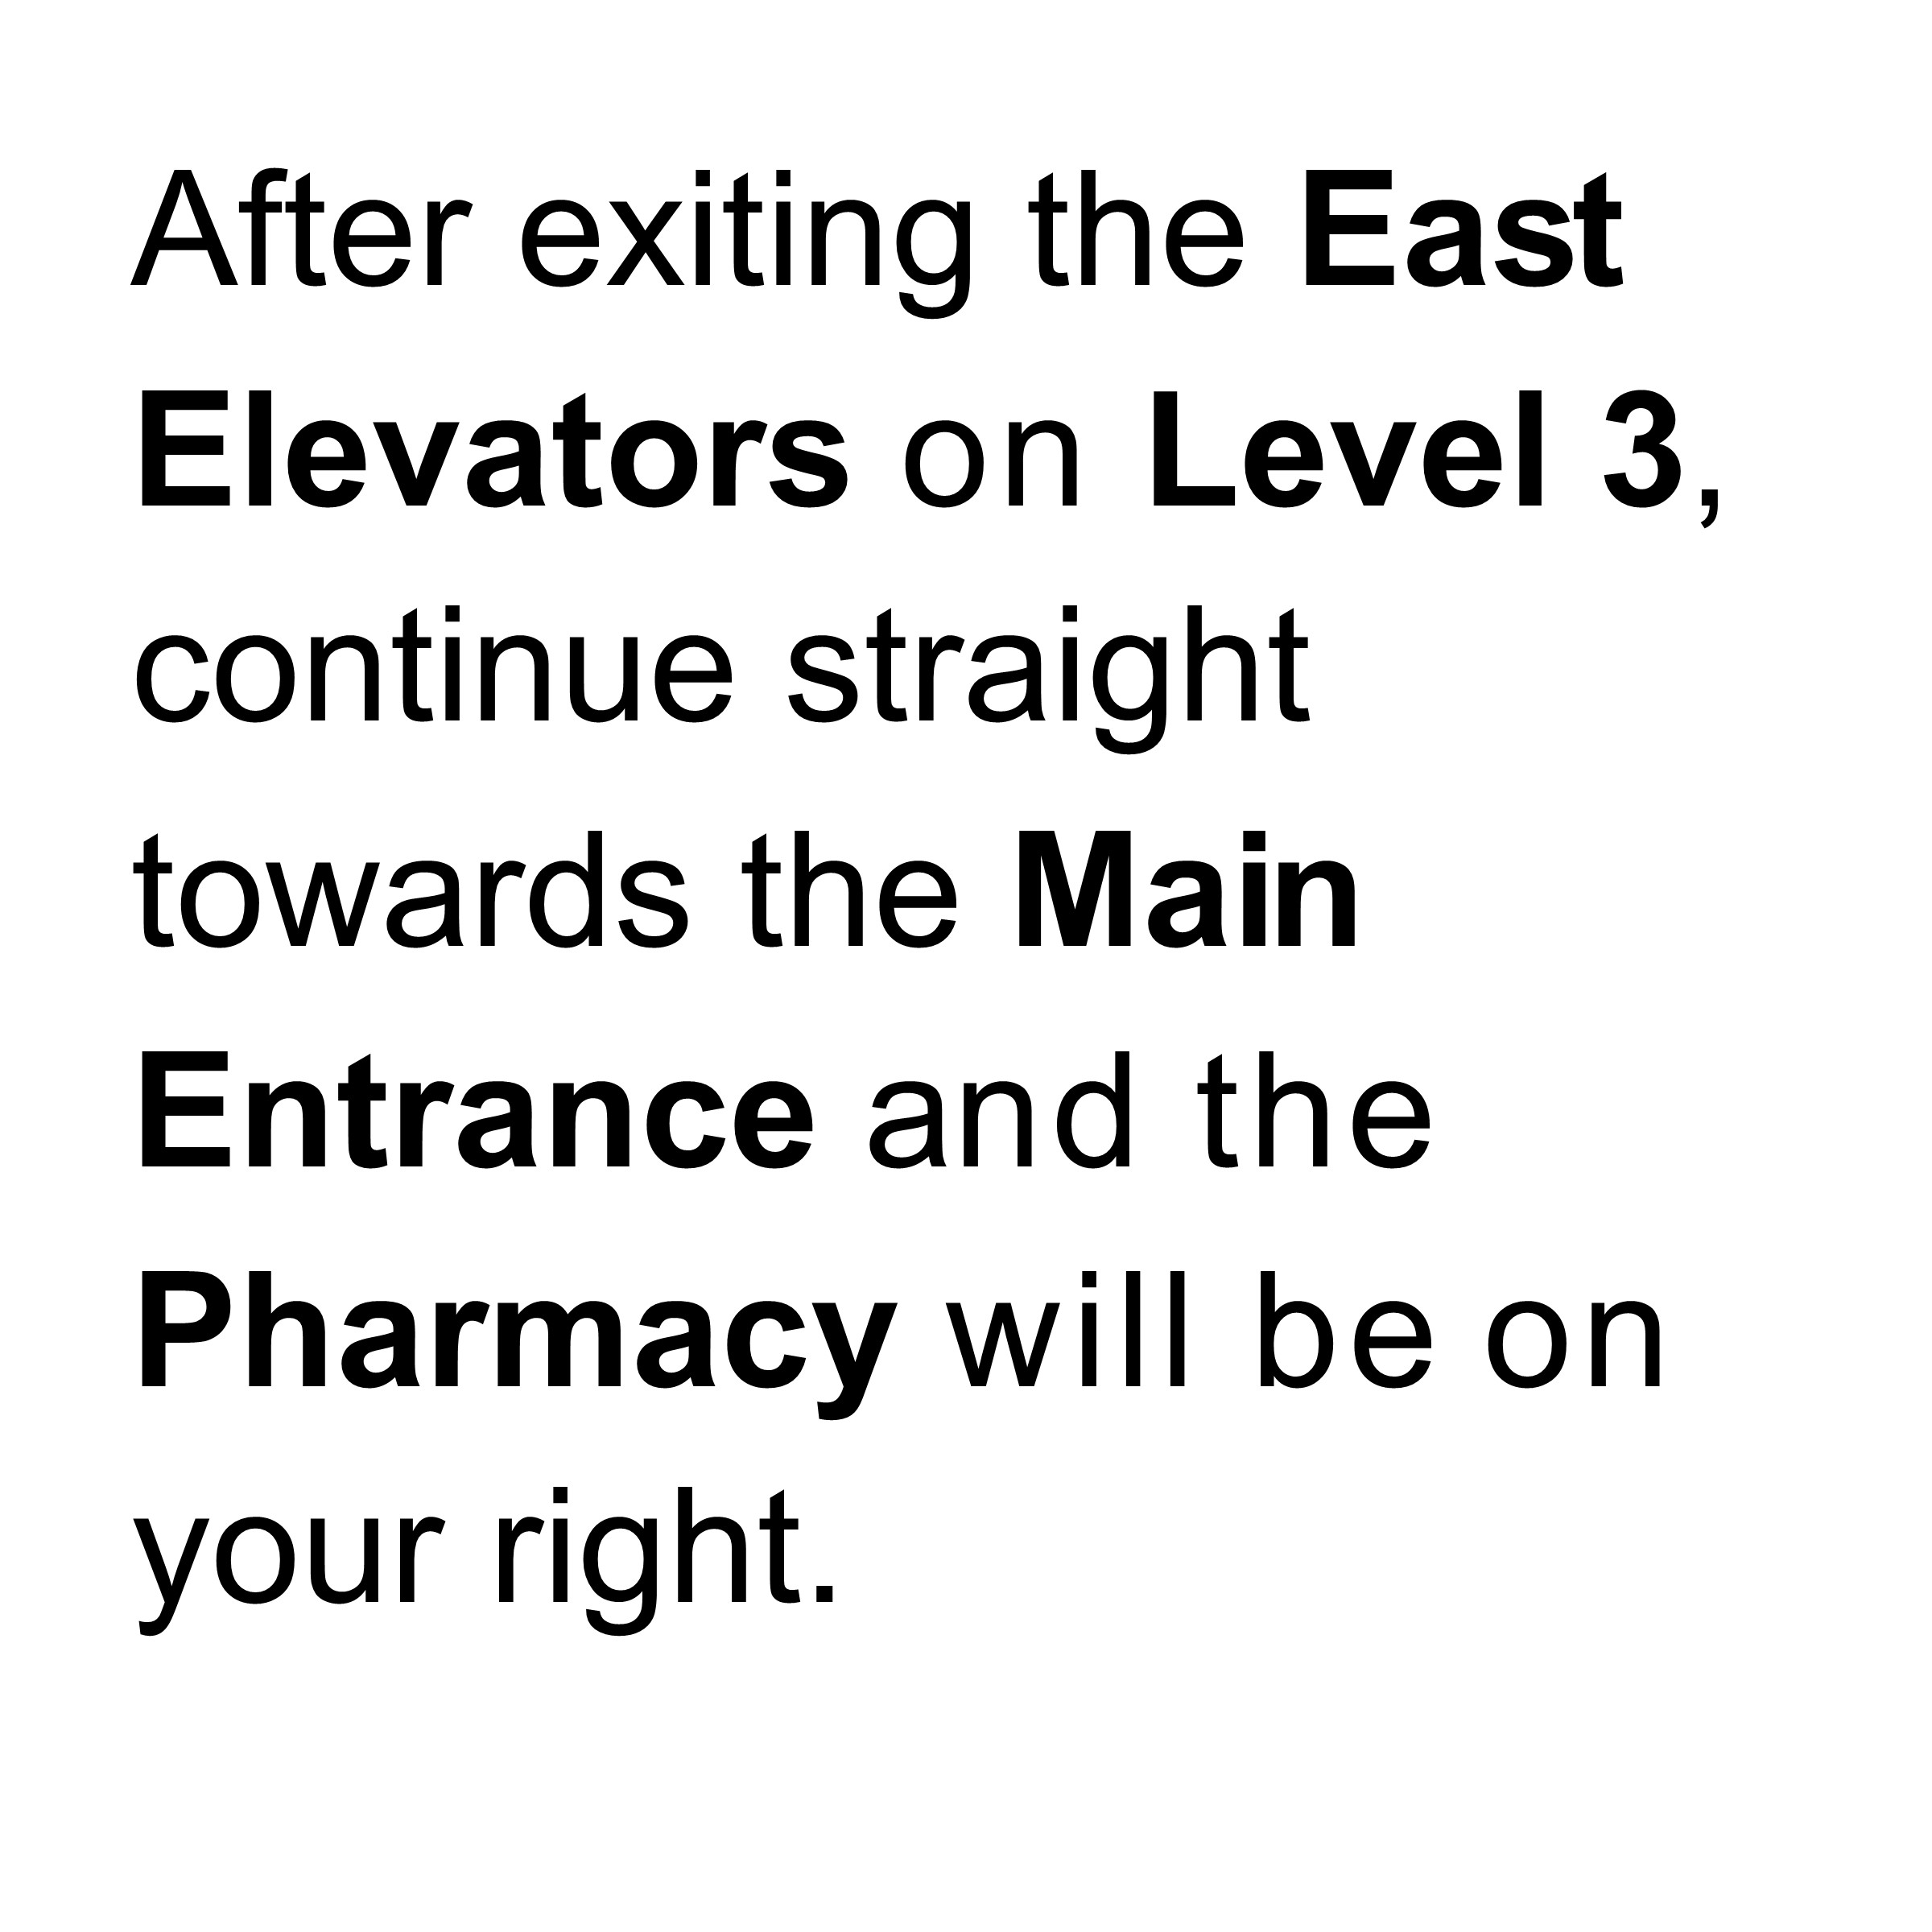 After exiting the East
Elevators on Level 3,
continue straight
towards the Main
Entrance and the
Pharmacy will be on
your right.